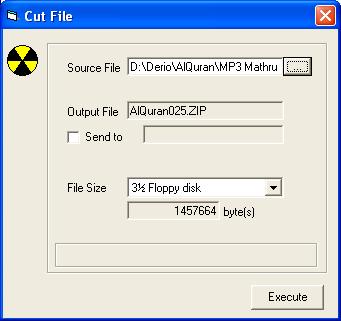 Cut File
Source File D:\Derio\AlQuran\MP3 Mathru ...
Output File AlQuran025.ZIP
Send to
File Size 3½ Floppy disk
1457664 byte(s)
Execute